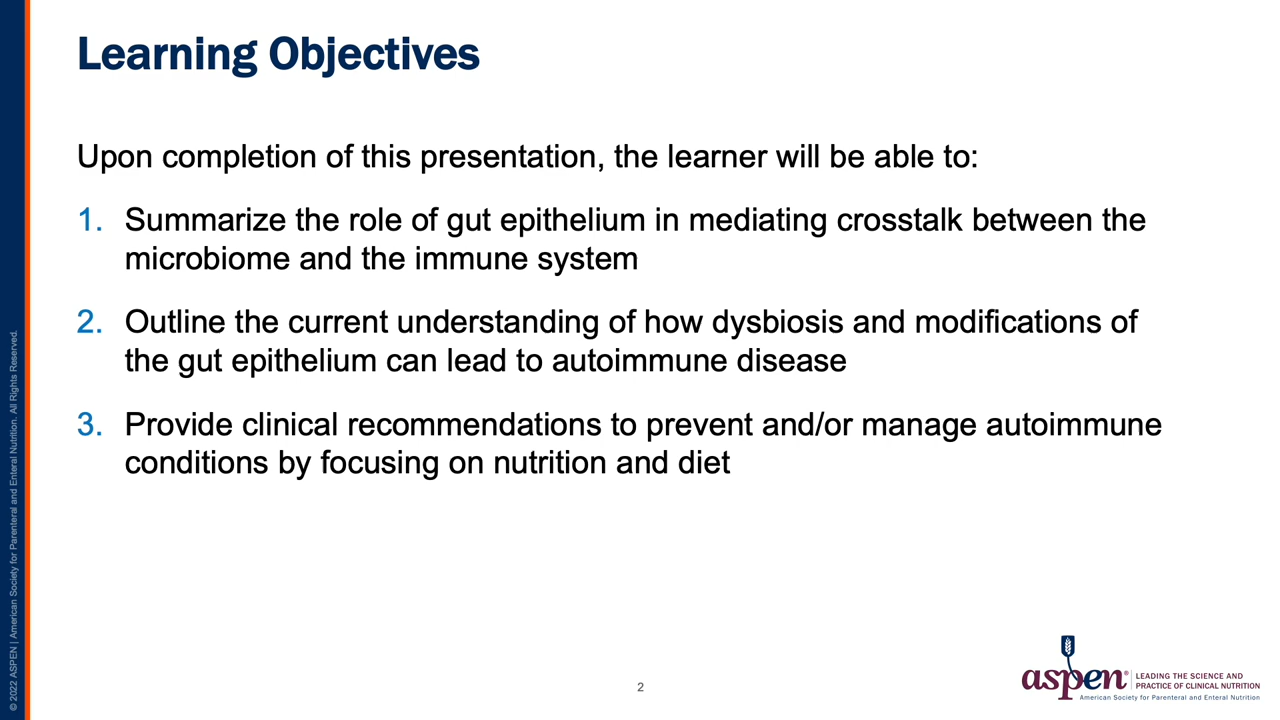 Learning Objectives
Upon completion of this presentation, the learner will be able to:
1. Summarize the role of gut epithelium in mediating crosstalk between the
microbiome and the immune system
2. Outline the current understanding of how dysbiosis and modifications of
the gut epithelium can lead to autoimmune disease
3. Provide clinical recommendations to prevent and/or manage autoimmune
conditions by focusing on nutrition and diet
© 2022 ASPEN | American Society for Parenteral and Enteral Nutrition. All Rights Reserved.
2
aspen®
LEADING THE SCIENCE AND
PRACTICE OF CLINICAL NUTRITION
American Society for Parenteral and Enteral Nutrition